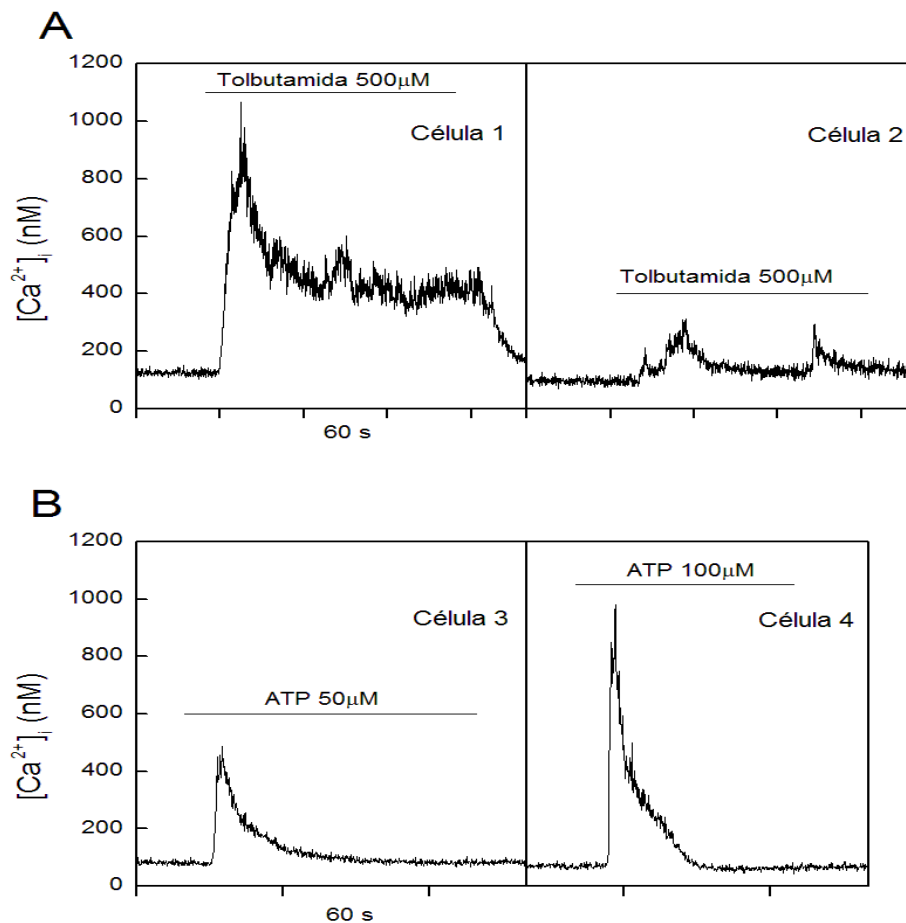 A
1200
1000
800
600
400
200
0
[Ca²⁺]ᵢ (nM)
Tolbutamida 500μM
Célula 1
Célula 2
Tolbutamida 500μM
60 s
B
1200
1000
800
600
400
200
0
[Ca²⁺]ᵢ (nM)
ATP 100μM
Célula 3
Célula 4
ATP 50μM
60 s